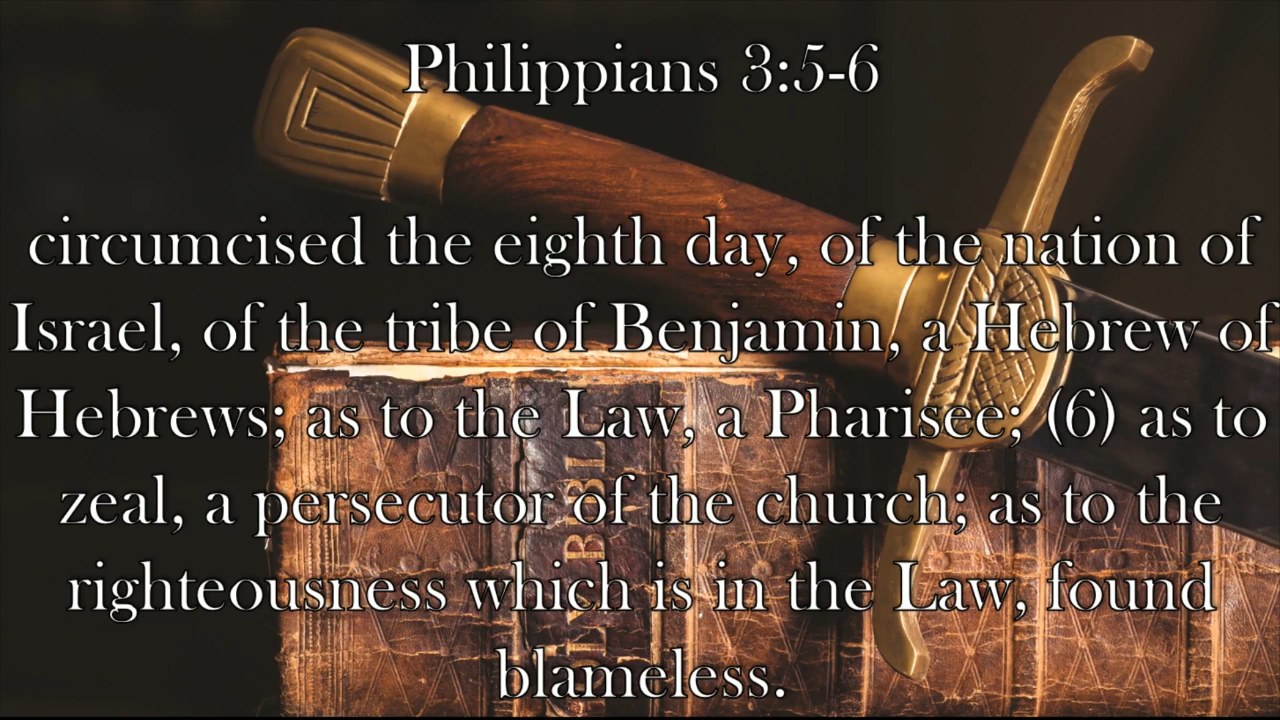 Philippians 3:5-6
circumcised the eighth day, of the nation of
Israel, of the tribe of Benjamin, a Hebrew of
Hebrews; as to the Law, a Pharisee; (6) as to
zeal, a persecutor of the church; as to the
righteousness which is in the Law, found
blameless.